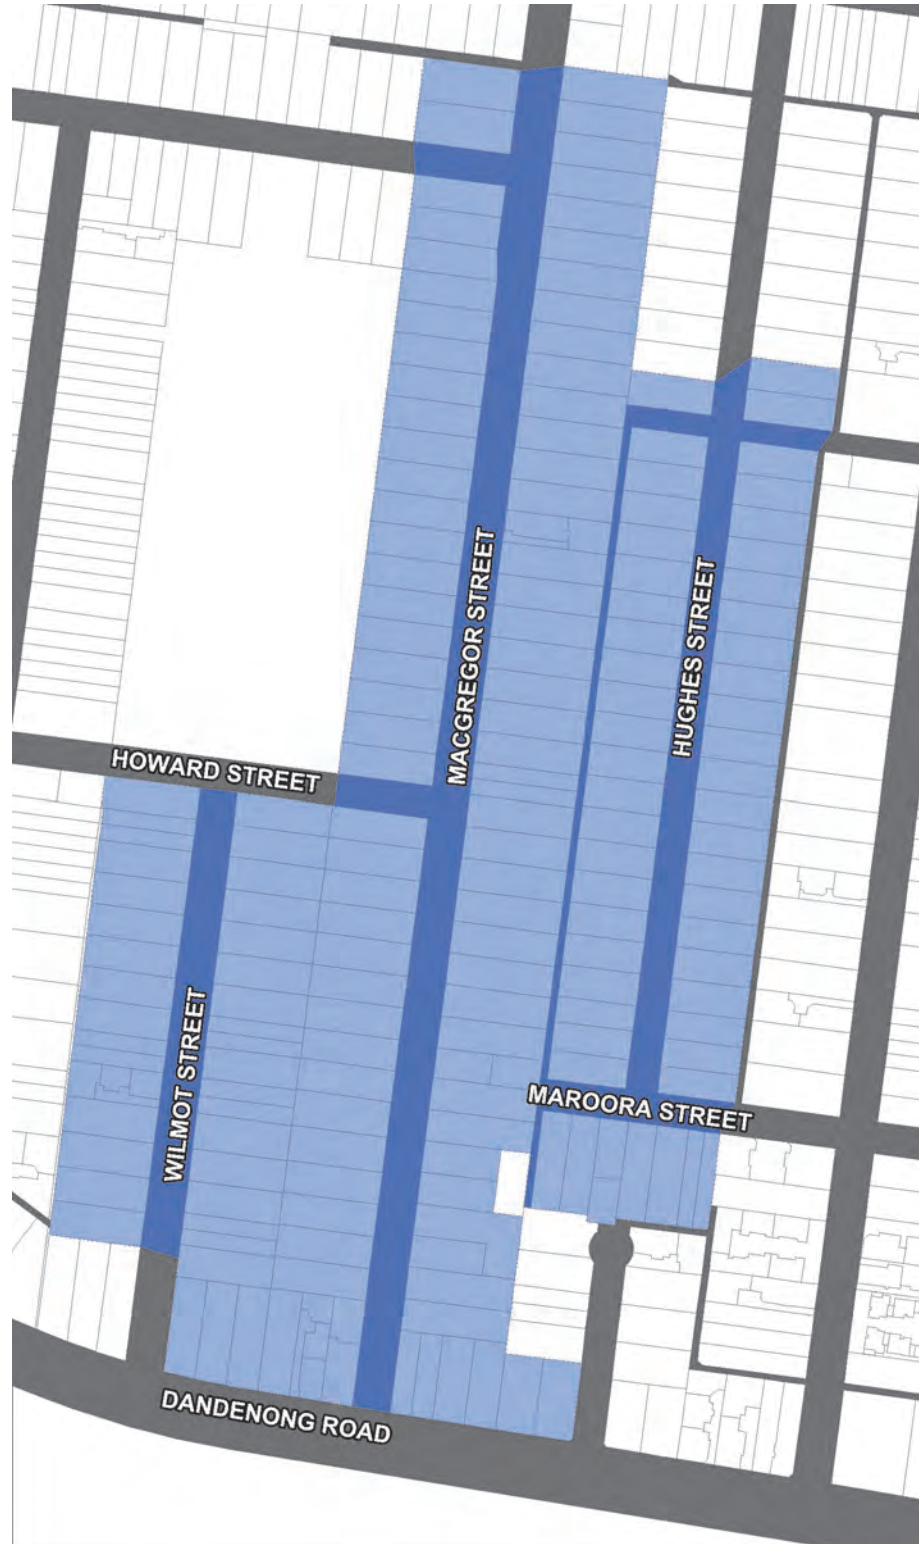 MACGREGOR STREET
HUGHES STREET
HOWARD STREET
WILMOT STREET
MAROORA STREET
DANDENONG ROAD